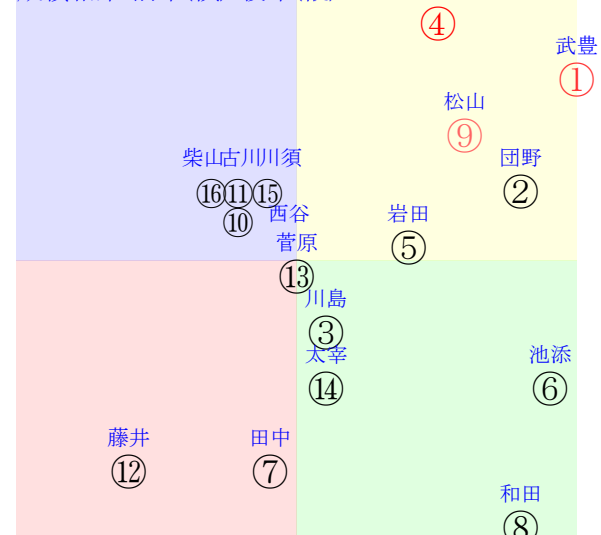 ④
武豊
①
松山
⑨
柴山古川川須
団野
⑯⑪⑮
②
⑩
西谷
岩田
菅原
⑤
⑬
川島
③
太宰
池添
⑭
⑥
藤井
田中
⑫
⑦
和田
⑧